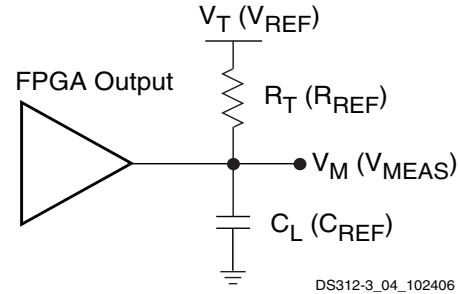 V_T (V_REF)
FPGA Output
R_T (R_REF)
V_M (V_MEAS)
C_L (C_REF)
DS312-3_04_102406